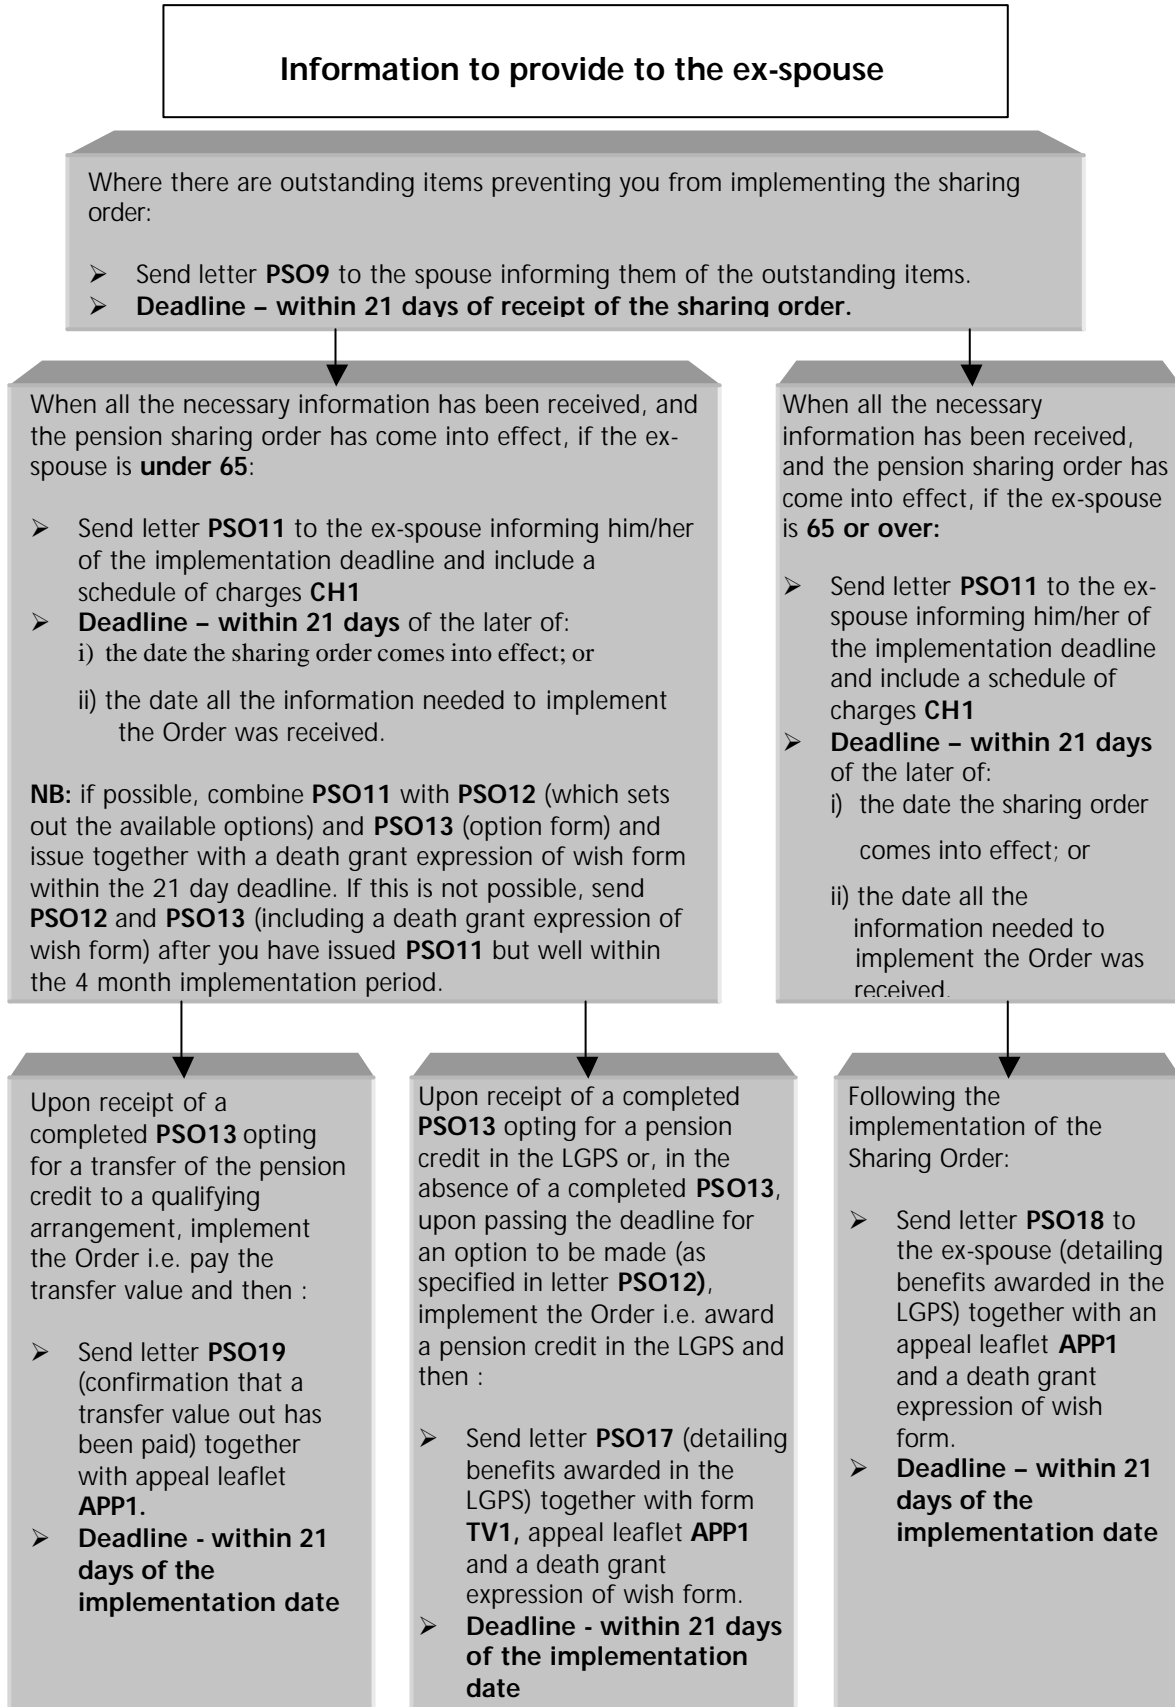 Information to provide to the ex-spouse
Where there are outstanding items preventing you from implementing the sharing
order:
➢ Send letter PSO9 to the spouse informing them of the outstanding items.
➢ Deadline – within 21 days of receipt of the sharing order.
When all the necessary information has been received, and
the pension sharing order has come into effect, if the ex-
spouse is under 65:
➢ Send letter PSO11 to the ex-spouse informing him/her
of the implementation deadline and include a
schedule of charges CH1
➢ Deadline – within 21 days of the later of:
i) the date the sharing order comes into effect; or
ii) the date all the information needed to implement
the Order was received.
NB: if possible, combine PSO11 with PSO12 (which sets
out the available options) and PSO13 (option form) and
issue together with a death grant expression of wish form
within the 21 day deadline. If this is not possible, send
PSO12 and PSO13 (including a death grant expression of
wish form) after you have issued PSO11 but well within
the 4 month implementation period.
When all the necessary
information has been received,
and the pension sharing order has
come into effect, if the ex-spouse
is 65 or over:
➢ Send letter PSO11 to the ex-
spouse informing him/her of
the implementation deadline
and include a schedule of
charges CH1
➢ Deadline – within 21 days
of the later of:
i) the date the sharing order
comes into effect; or
ii) the date all the
information needed to
implement the Order was
received.
Upon receipt of a
completed PSO13 opting
for a transfer of the pension
credit to a qualifying
arrangement, implement
the Order i.e. pay the
transfer value and then :
➢ Send letter PSO19
(confirmation that a
transfer value out has
been paid) together
with appeal leaflet
APP1.
➢ Deadline - within 21
days of the
implementation date
Upon receipt of a completed
PSO13 opting for a pension
credit in the LGPS or, in the
absence of a completed PSO13,
upon passing the deadline for
an option to be made (as
specified in letter PSO12),
implement the Order i.e. award
a pension credit in the LGPS and
then :
➢ Send letter PSO17 (detailing
benefits awarded in the
LGPS) together with form
TV1, appeal leaflet APP1
and a death grant
expression of wish form.
➢ Deadline - within 21 days
of the implementation
date
Following the
implementation of the
Sharing Order:
➢ Send letter PSO18 to
the ex-spouse (detailing
benefits awarded in the
LGPS) together with an
appeal leaflet APP1
and a death grant
expression of wish
form.
➢ Deadline – within 21
days of the
implementation date